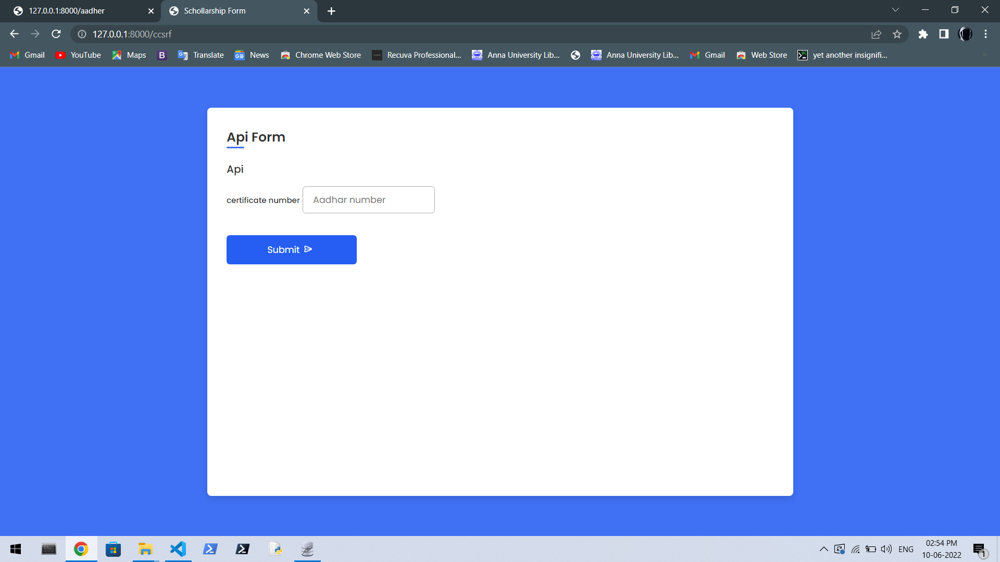 127.0.0.1:8000/aadher
Schollarship Form
127.0.0.1:8000/ccsrf
Gmail
YouTube
Maps
B
Translate
News
Chrome Web Store
Recuva Professional...
Anna University Lib...
Anna University Lib...
Gmail
Web Store
yet another insignifi...
Api Form
Api
certificate number
Aadhar number
Submit
ENG
02:54 PM
10-06-2022
1